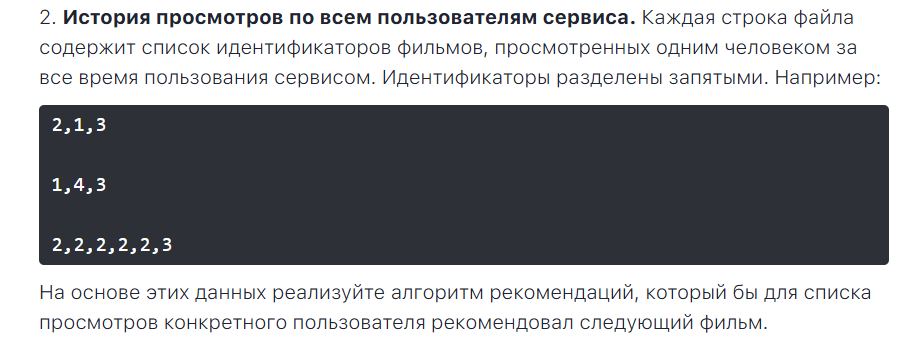 2. История просмотров по всем пользователям сервиса. Каждая строка файла
содержит список идентификаторов фильмов, просмотренных одним человеком за
все время пользования сервисом. Идентификаторы разделены запятыми. Например:
2,1,3
1,4,3
2,2,2,2,2,3
На основе этих данных реализуйте алгоритм рекомендаций, который бы для списка
просмотров конкретного пользователя рекомендовал следующий фильм.